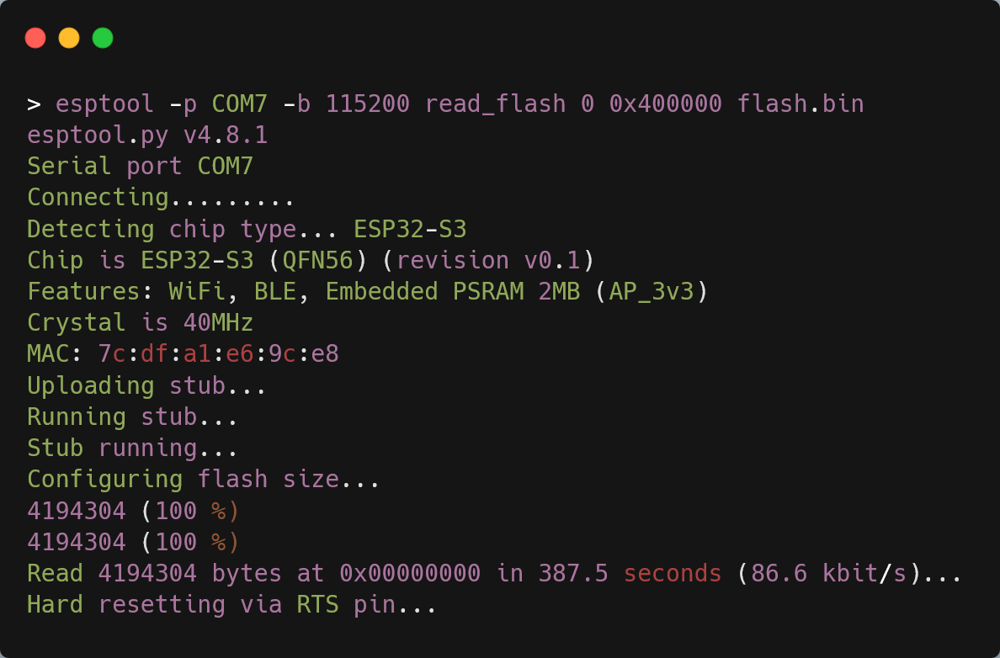 > esptool -p COM7 -b 115200 read_flash 0 0x400000 flash.bin
esptool.py v4.8.1
Serial port COM7
Connecting.........
Detecting chip type... ESP32-S3
Chip is ESP32-S3 (QFN56) (revision v0.1)
Features: WiFi, BLE, Embedded PSRAM 2MB (AP_3v3)
Crystal is 40MHz
MAC: 7c:df:a1:e6:9c:e8
Uploading stub...
Running stub...
Stub running...
Configuring flash size...
4194304 (100 %)
4194304 (100 %)
Read 4194304 bytes at 0x00000000 in 387.5 seconds (86.6 kbit/s)...
Hard resetting via RTS pin...